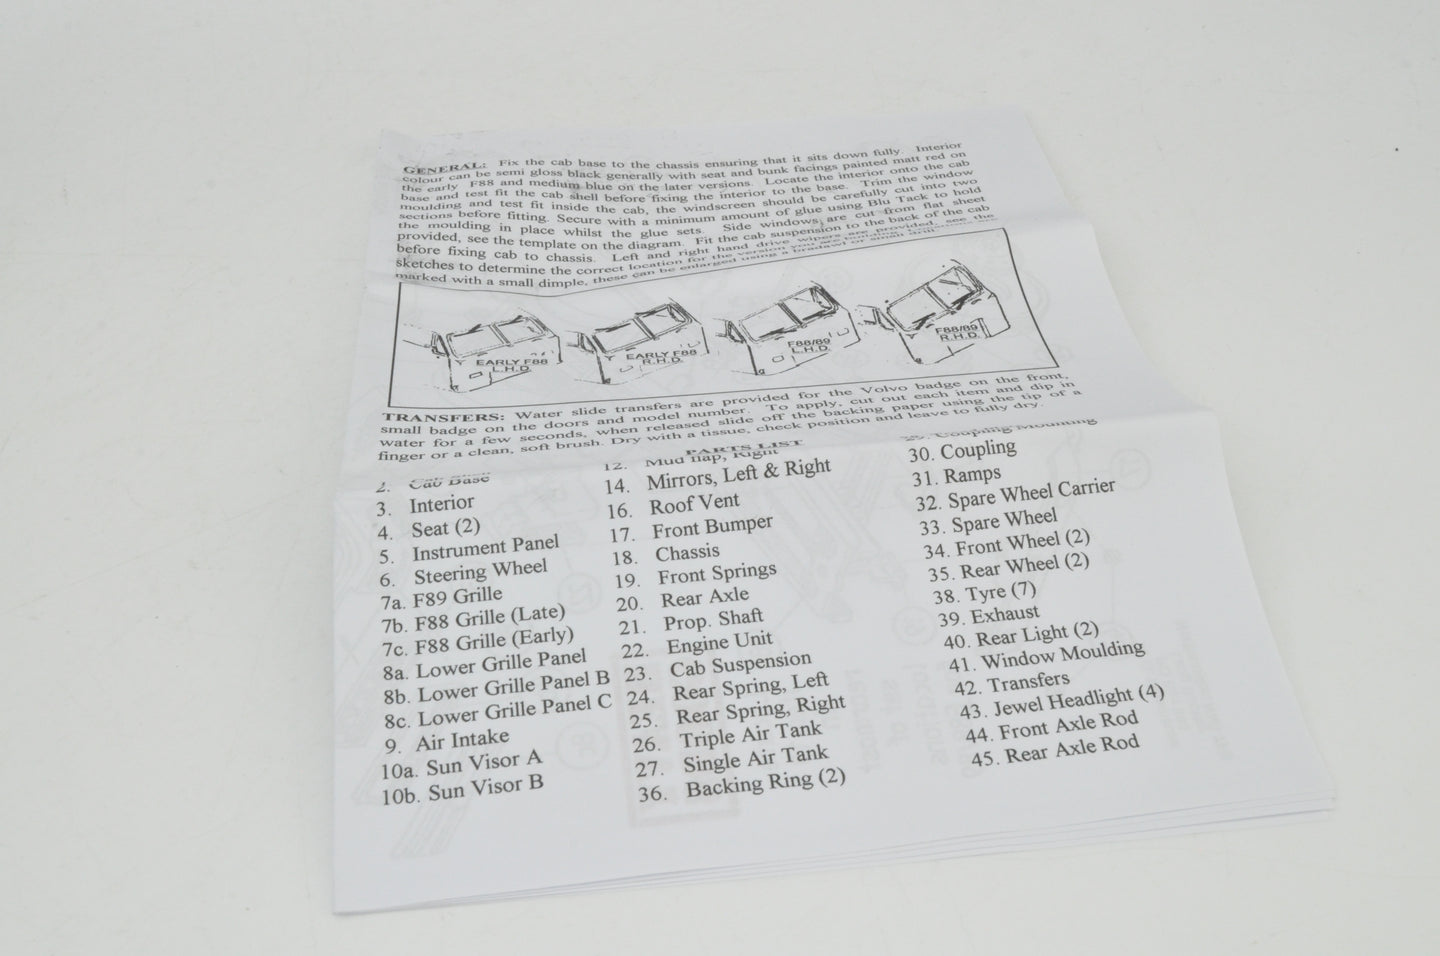 GENERAL: Fix the cab base to the chassis ensuring that it sits down fully. Interior
colour can be semi gloss black generally with seat and bunk facings painted matt red on
the early F88 and medium blue on the later versions. Locate the interior onto the cab
base and test fit the cab shell before fixing the interior to the base. Trim the window
moulding and test fit inside the cab, the windscreen should be carefully cut into two
sections before fitting. Secure with a minimum amount of glue using Blu Tack to hold
the moulding in place whilst the glue sets. Side windows are cut from flat sheet
provided, see the template on the diagram. Fit the cab suspension to the back of the cab
before fixing cab to chassis. Left and right hand drive wipers are provided, see the
sketches to determine the correct location for the version you are
marked with a small dimple, these can be enlarged using a bradawl or small drill
EARLY F88
L.H.D.
EARLY F88
R.H.D.
F88/89
L.H.D.
F88/89
R.H.D.
TRANSFERS: Water slide transfers are provided for the Volvo badge on the front,
small badge on the doors and model number. To apply, cut out each item and dip in
water for a few seconds, when released slide off the backing paper using the tip of a
finger or a clean, soft brush. Dry with a tissue, check position and leave to fully dry.
PARTS LIST
2. Cab Base
3. Interior
4. Seat (2)
5. Instrument Panel
6. Steering Wheel
7a. F89 Grille
7b. F88 Grille (Late)
7c. F88 Grille (Early)
8a. Lower Grille Panel
8b. Lower Grille Panel B
8c. Lower Grille Panel C
9. Air Intake
10a. Sun Visor A
10b. Sun Visor B
12. Mud flap, Right
14. Mirrors, Left & Right
16. Roof Vent
17. Front Bumper
18. Chassis
19. Front Springs
20. Rear Axle
21. Prop. Shaft
22. Engine Unit
23. Cab Suspension
24. Rear Spring, Left
25. Rear Spring, Right
26. Triple Air Tank
27. Single Air Tank
36. Backing Ring (2)
29. Coupling Mounting
30. Coupling
31. Ramps
32. Spare Wheel Carrier
33. Spare Wheel
34. Front Wheel (2)
35. Rear Wheel (2)
38. Tyre (7)
39. Exhaust
40. Rear Light (2)
41. Window Moulding
42. Transfers
43. Jewel Headlight (4)
44. Front Axle Rod
45. Rear Axle Rod